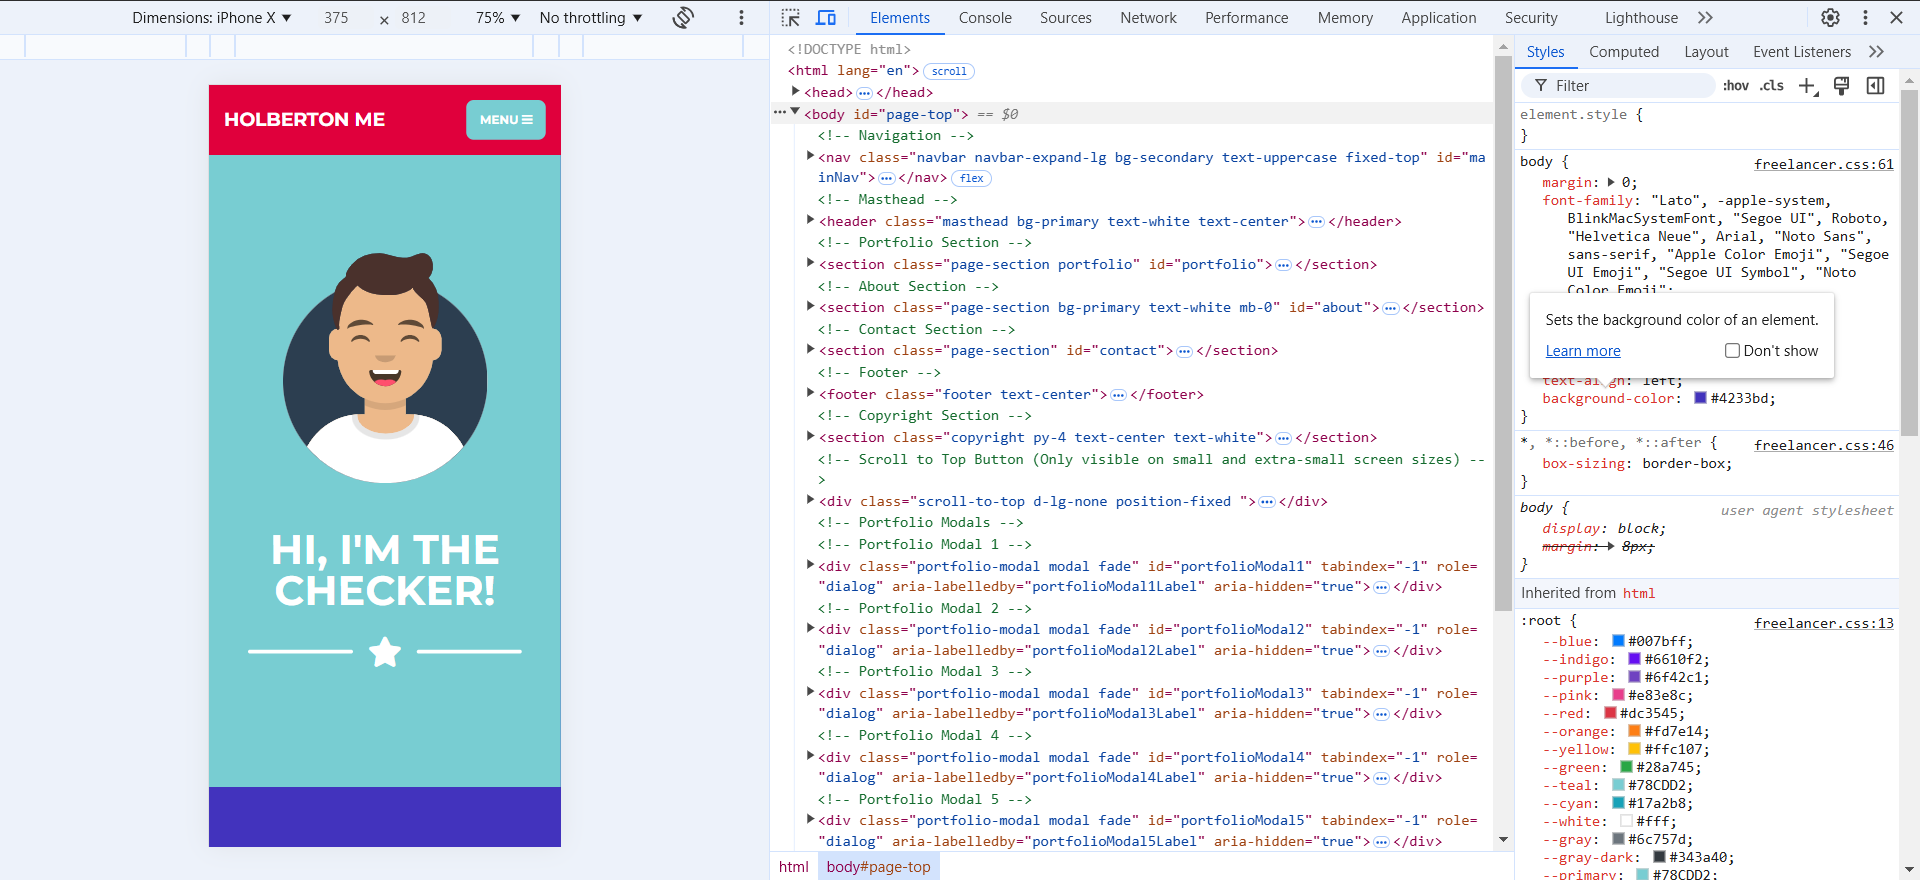 Dimensions: iPhone X ▼ 375 × 812 75% ▼ No throttling ▼
HOLBERTON ME
MENU ☰
HI, I'M THE
CHECKER!
Elements Console Sources Network Performance Memory Application Security Lighthouse
<!DOCTYPE html>
<html lang="en"> scroll
<head> ••• </head>
••• <body id="page-top"> == $0
<!-- Navigation -->
<nav class="navbar navbar-expand-lg bg-secondary text-uppercase fixed-top" id="ma
inNav"> ••• </nav> flex
<!-- Masthead -->
<header class="masthead bg-primary text-white text-center"> ••• </header>
<!-- Portfolio Section -->
<section class="page-section portfolio" id="portfolio"> ••• </section>
<!-- About Section -->
<section class="page-section bg-primary text-white mb-0" id="about"> ••• </section>
<!-- Contact Section -->
<section class="page-section" id="contact"> ••• </section>
<!-- Footer -->
<footer class="footer text-center"> ••• </footer>
<!-- Copyright Section -->
<section class="copyright py-4 text-center text-white"> ••• </section>
<!-- Scroll to Top Button (Only visible on small and extra-small screen sizes) --
>
<div class="scroll-to-top d-lg-none position-fixed "> ••• </div>
<!-- Portfolio Modals -->
<!-- Portfolio Modal 1 -->
<div class="portfolio-modal modal fade" id="portfolioModal1" tabindex="-1" role=
"dialog" aria-labelledby="portfolioModal1Label" aria-hidden="true"> ••• </div>
<!-- Portfolio Modal 2 -->
<div class="portfolio-modal modal fade" id="portfolioModal2" tabindex="-1" role=
"dialog" aria-labelledby="portfolioModal2Label" aria-hidden="true"> ••• </div>
<!-- Portfolio Modal 3 -->
<div class="portfolio-modal modal fade" id="portfolioModal3" tabindex="-1" role=
"dialog" aria-labelledby="portfolioModal3Label" aria-hidden="true"> ••• </div>
<!-- Portfolio Modal 4 -->
<div class="portfolio-modal modal fade" id="portfolioModal4" tabindex="-1" role=
"dialog" aria-labelledby="portfolioModal4Label" aria-hidden="true"> ••• </div>
<!-- Portfolio Modal 5 -->
<div class="portfolio-modal modal fade" id="portfolioModal5" tabindex="-1" role=
"dialog" aria-labelledby="portfolioModal5Label" aria-hidden="true"> ••• </div>
html body#page-top
Styles Computed Layout Event Listeners
Filter :hov .cls
element.style {
}
body { freelancer.css:61
margin: 0;
font-family: "Lato", -apple-system,
BlinkMacSystemFont, "Segoe UI", Roboto,
"Helvetica Neue", Arial, "Noto Sans",
sans-serif, "Apple Color Emoji", "Segoe
UI Emoji", "Segoe UI Symbol", "Noto
Color Emoji";
Sets the background color of an element.
Learn more Don't show
text-align: left;
background-color: #4233bd;
}
*, *::before, *::after { freelancer.css:46
box-sizing: border-box;
}
body { user agent stylesheet
display: block;
margin: 8px;
}
Inherited from html
:root { freelancer.css:13
--blue: #007bff;
--indigo: #6610f2;
--purple: #6f42c1;
--pink: #e83e8c;
--red: #dc3545;
--orange: #fd7e14;
--yellow: #ffc107;
--green: #28a745;
--teal: #78CDD2;
--cyan: #17a2b8;
--white: #fff;
--gray: #6c757d;
--gray-dark: #343a40;
--primary: #78CDD2;